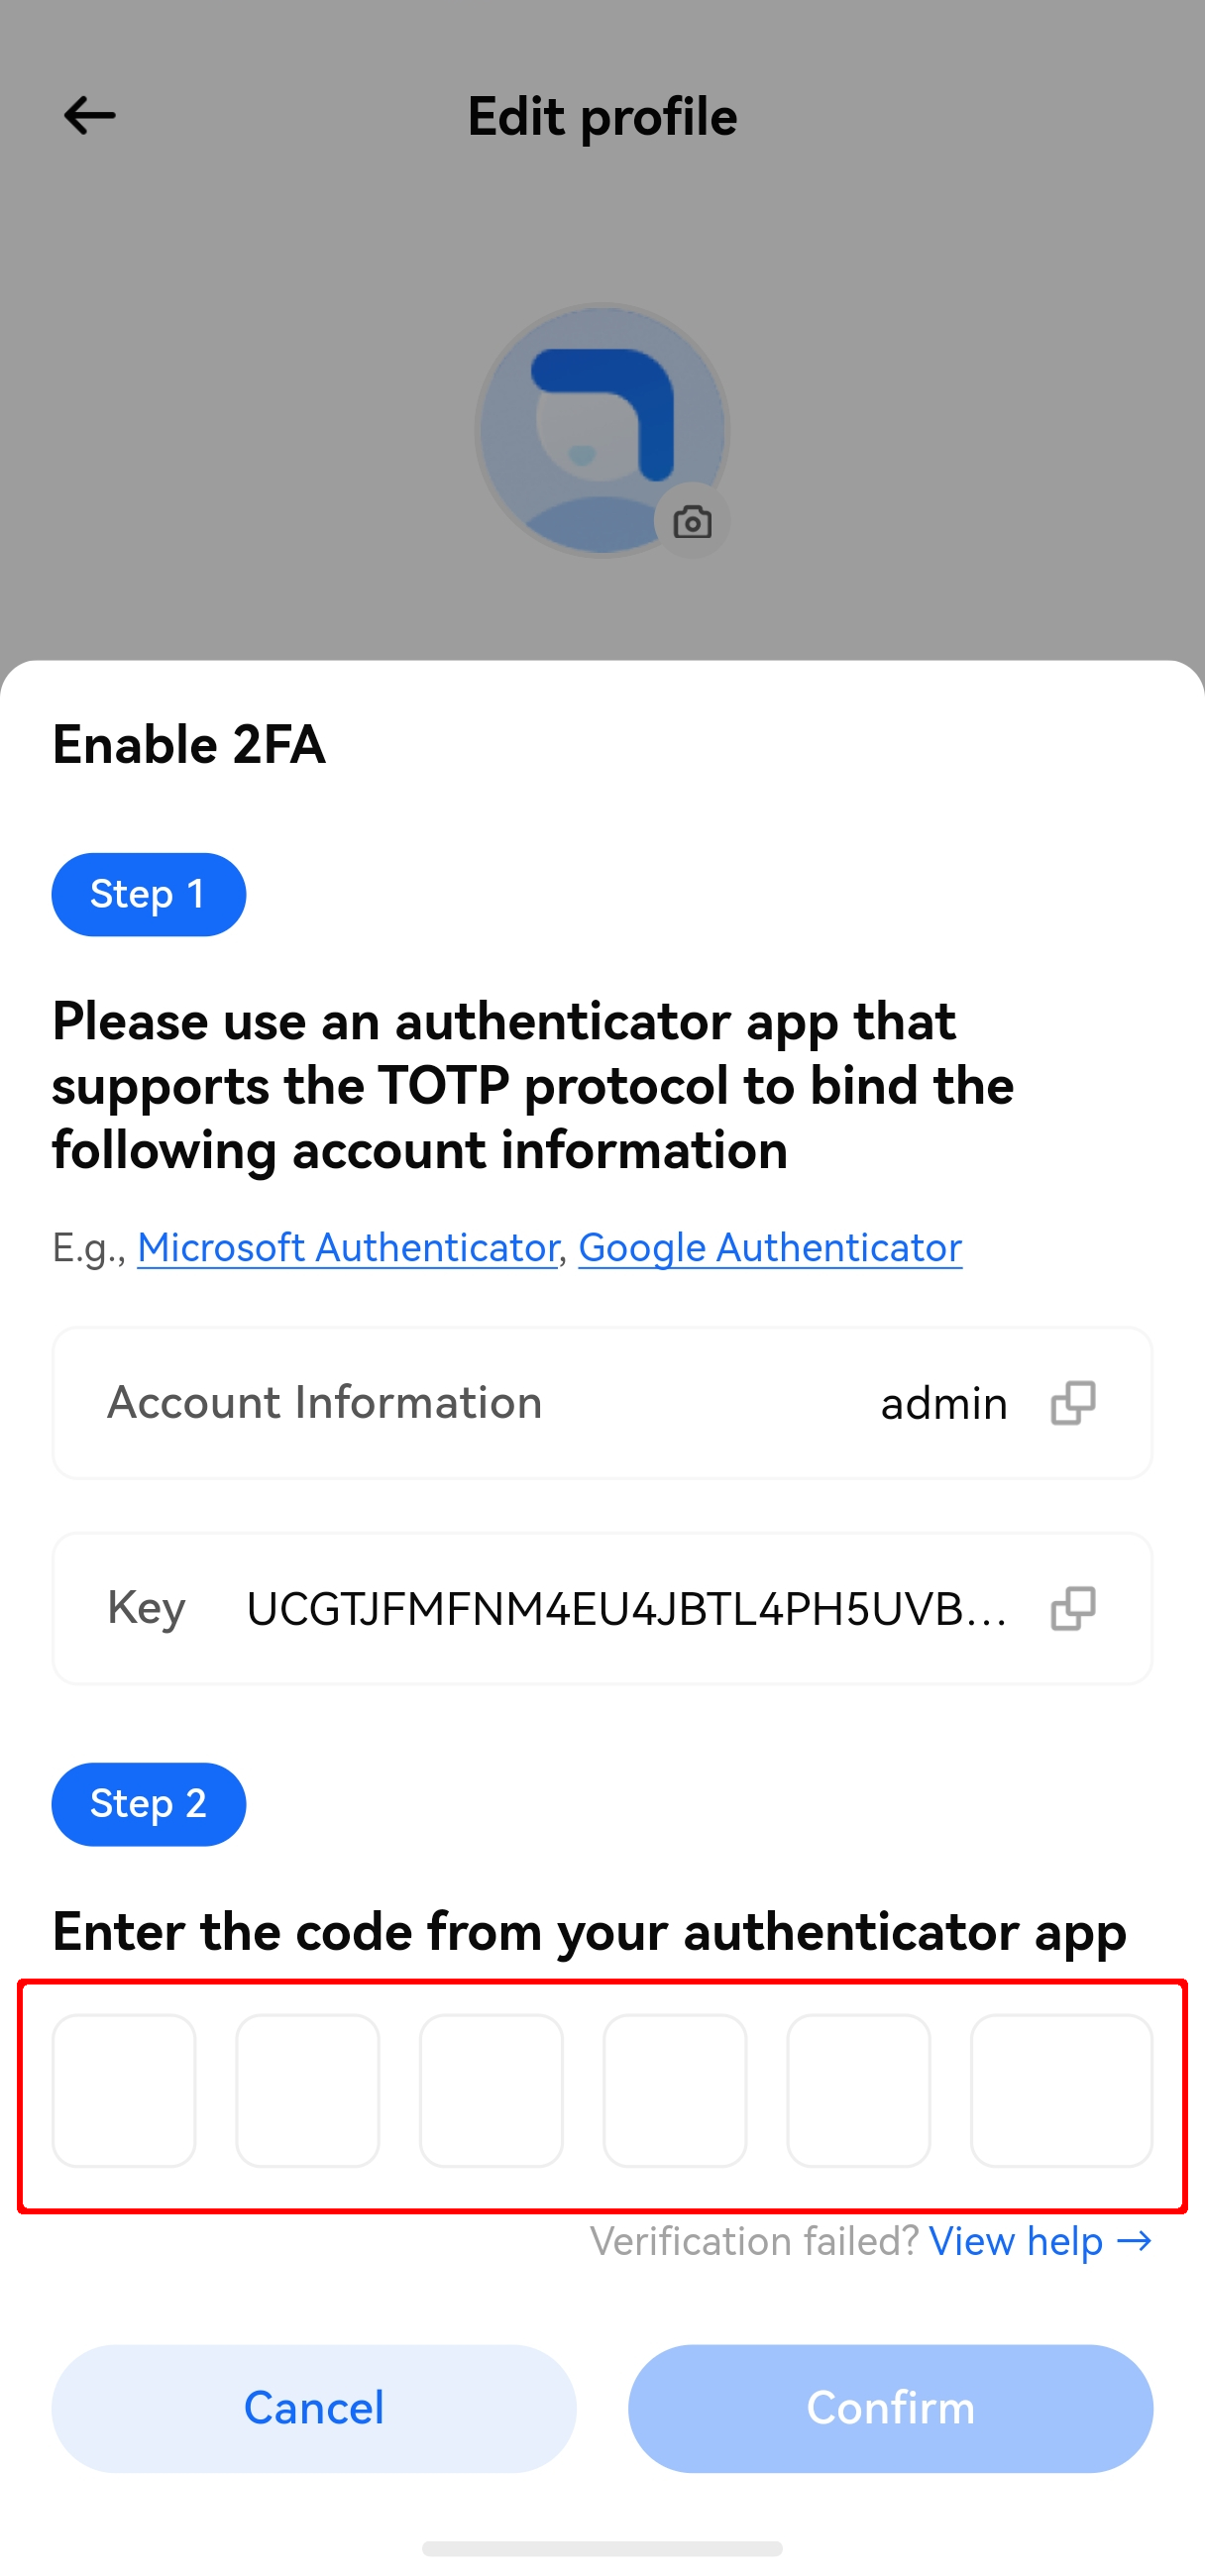 Edit profile
Enable 2FA
Step 1
Please use an authenticator app that
supports the TOTP protocol to bind the
following account information
E.g., Microsoft Authenticator, Google Authenticator
Account Information admin
Key UCGTJFMFNM4EU4JBTL4PH5UVB...
Step 2
Enter the code from your authenticator app
Verification failed? View help →
Cancel Confirm